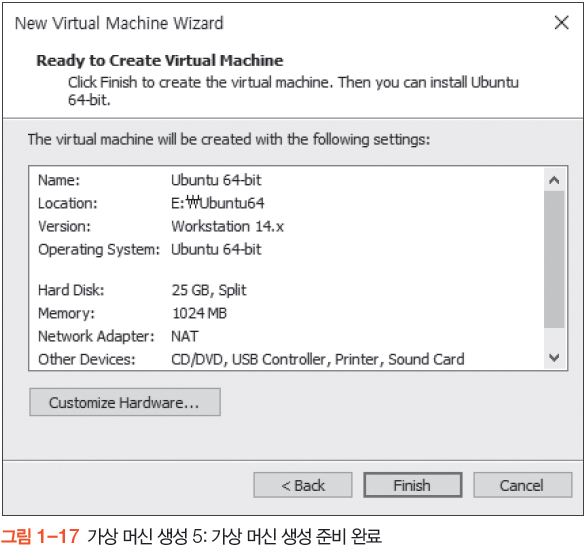 New Virtual Machine Wizard
Ready to Create Virtual Machine
Click Finish to create the virtual machine. Then you can install Ubuntu
64-bit.
The virtual machine will be created with the following settings:
Name: Ubuntu 64-bit
Location: E:₩Ubuntu64
Version: Workstation 14.x
Operating System: Ubuntu 64-bit
Hard Disk: 25 GB, Split
Memory: 1024 MB
Network Adapter: NAT
Other Devices: CD/DVD, USB Controller, Printer, Sound Card
Customize Hardware...
< Back Finish Cancel
그림 1-17 가상 머신 생성 5: 가상 머신 생성 준비 완료